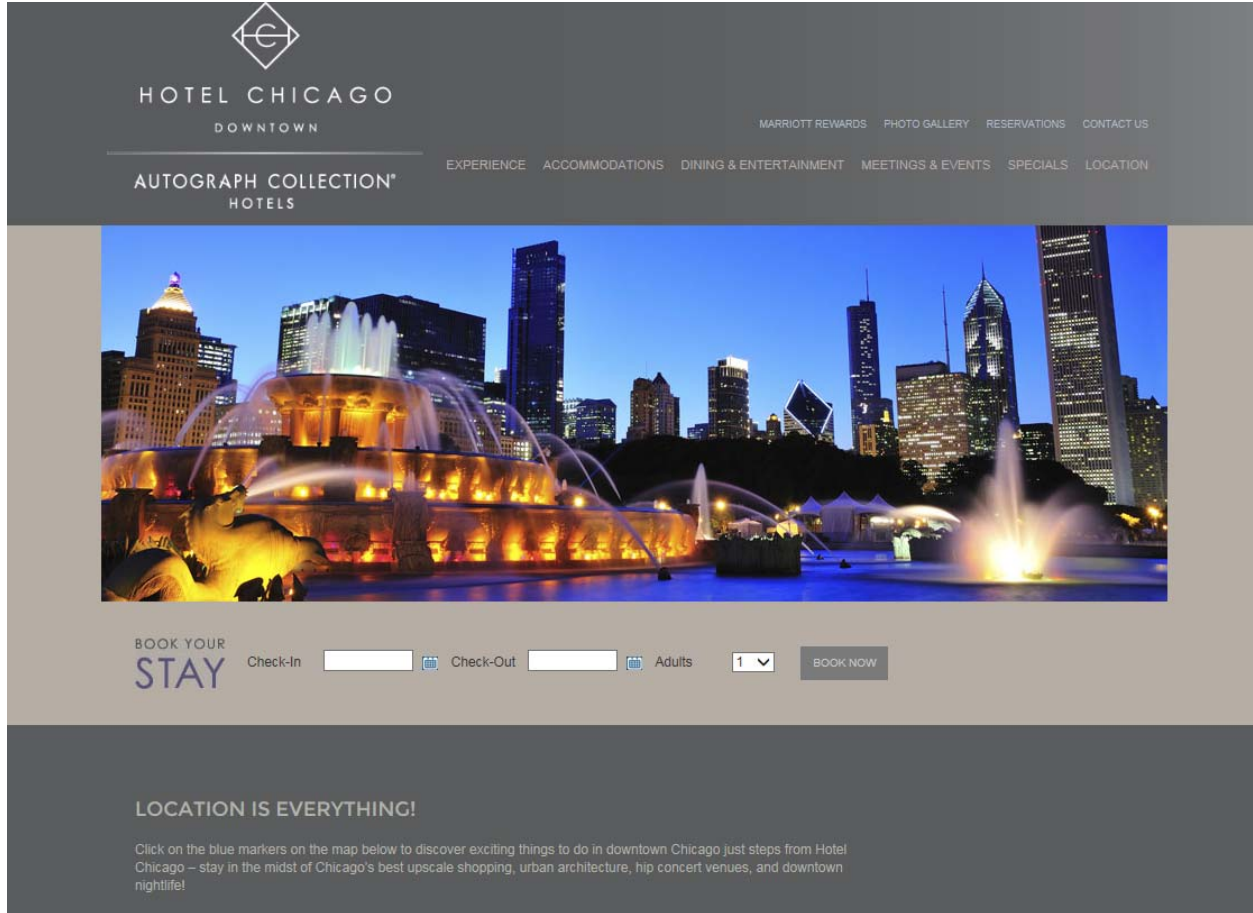 HOTEL CHICAGO
DOWNTOWN
AUTOGRAPH COLLECTION®
HOTELS
MARRIOTT REWARDS PHOTO GALLERY RESERVATIONS CONTACT US
EXPERIENCE ACCOMMODATIONS DINING & ENTERTAINMENT MEETINGS & EVENTS SPECIALS LOCATION
BOOK YOUR
STAY
Check-In Check-Out Adults 1 BOOK NOW
LOCATION IS EVERYTHING!
Click on the blue markers on the map below to discover exciting things to do in downtown Chicago just steps from Hotel
Chicago – stay in the midst of Chicago's best upscale shopping, urban architecture, hip concert venues, and downtown
nightlife!